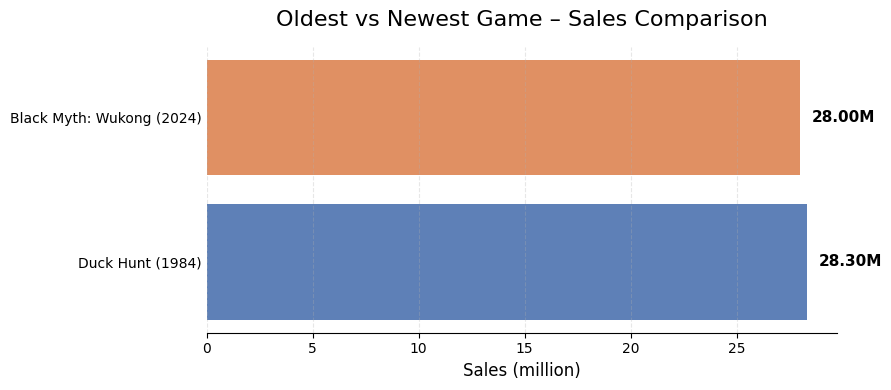 Oldest vs Newest Game – Sales Comparison
Black Myth: Wukong (2024)
28.00M
Duck Hunt (1984)
28.30M
0 5 10 15 20 25
Sales (million)